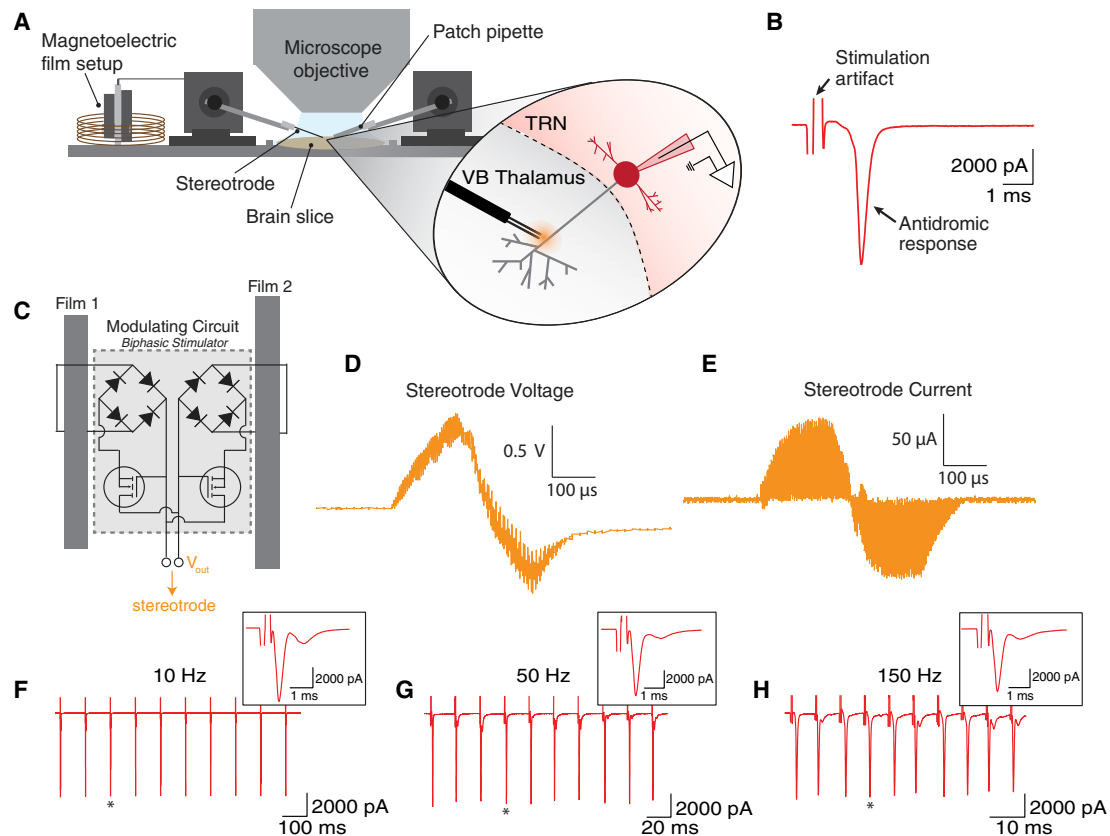 A
Magnetoelectric
film setup
Microscope
objective
Patch pipette
Stereotrode
Brain slice
TRN
VB Thalamus
B
Stimulation
artifact
2000 pA
1 ms
Antidromic
response
C
Film 1
Film 2
Modulating Circuit
Biphasic Stimulator
Vout
stereotrode
D
Stereotrode Voltage
0.5 V
100 µs
E
Stereotrode Current
50 µA
100 µs
F
10 Hz
2000 pA
1 ms
*
2000 pA
100 ms
G
50 Hz
2000 pA
1 ms
*
2000 pA
20 ms
H
150 Hz
2000 pA
1 ms
*
2000 pA
10 ms